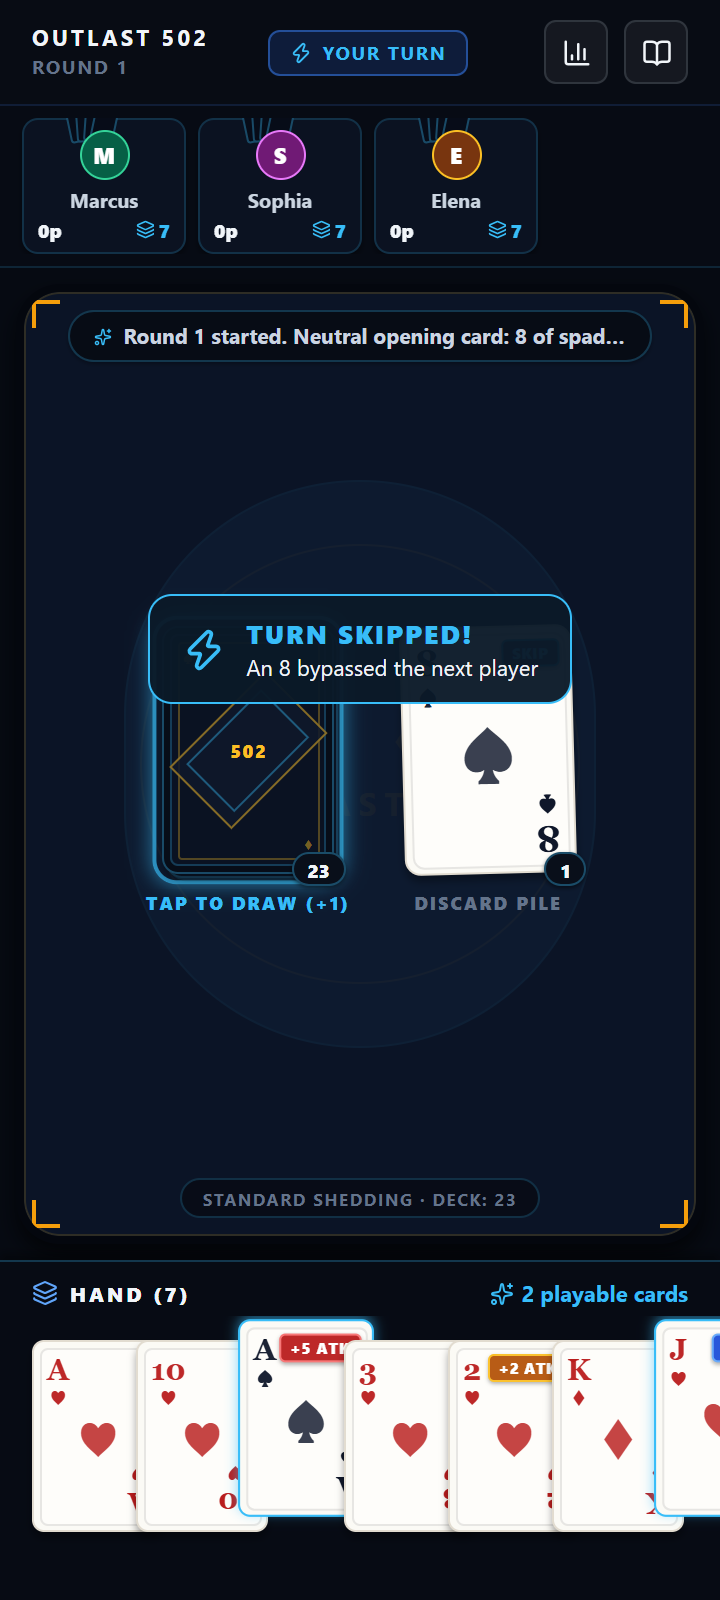 OUTLAST 502
ROUND 1
YOUR TURN
M
S
E
Marcus
Sophia
Elena
0p
7
0p
7
0p
7
Round 1 started. Neutral opening card: 8 of spad...
TURN SKIPPED!
An 8 bypassed the next player
502
8
23
1
TAP TO DRAW (+1)
DISCARD PILE
STANDARD SHEDDING · DECK: 23
HAND (7)
2 playable cards
A
10
A
+5 ATK
3
2
+2 ATK
K
J